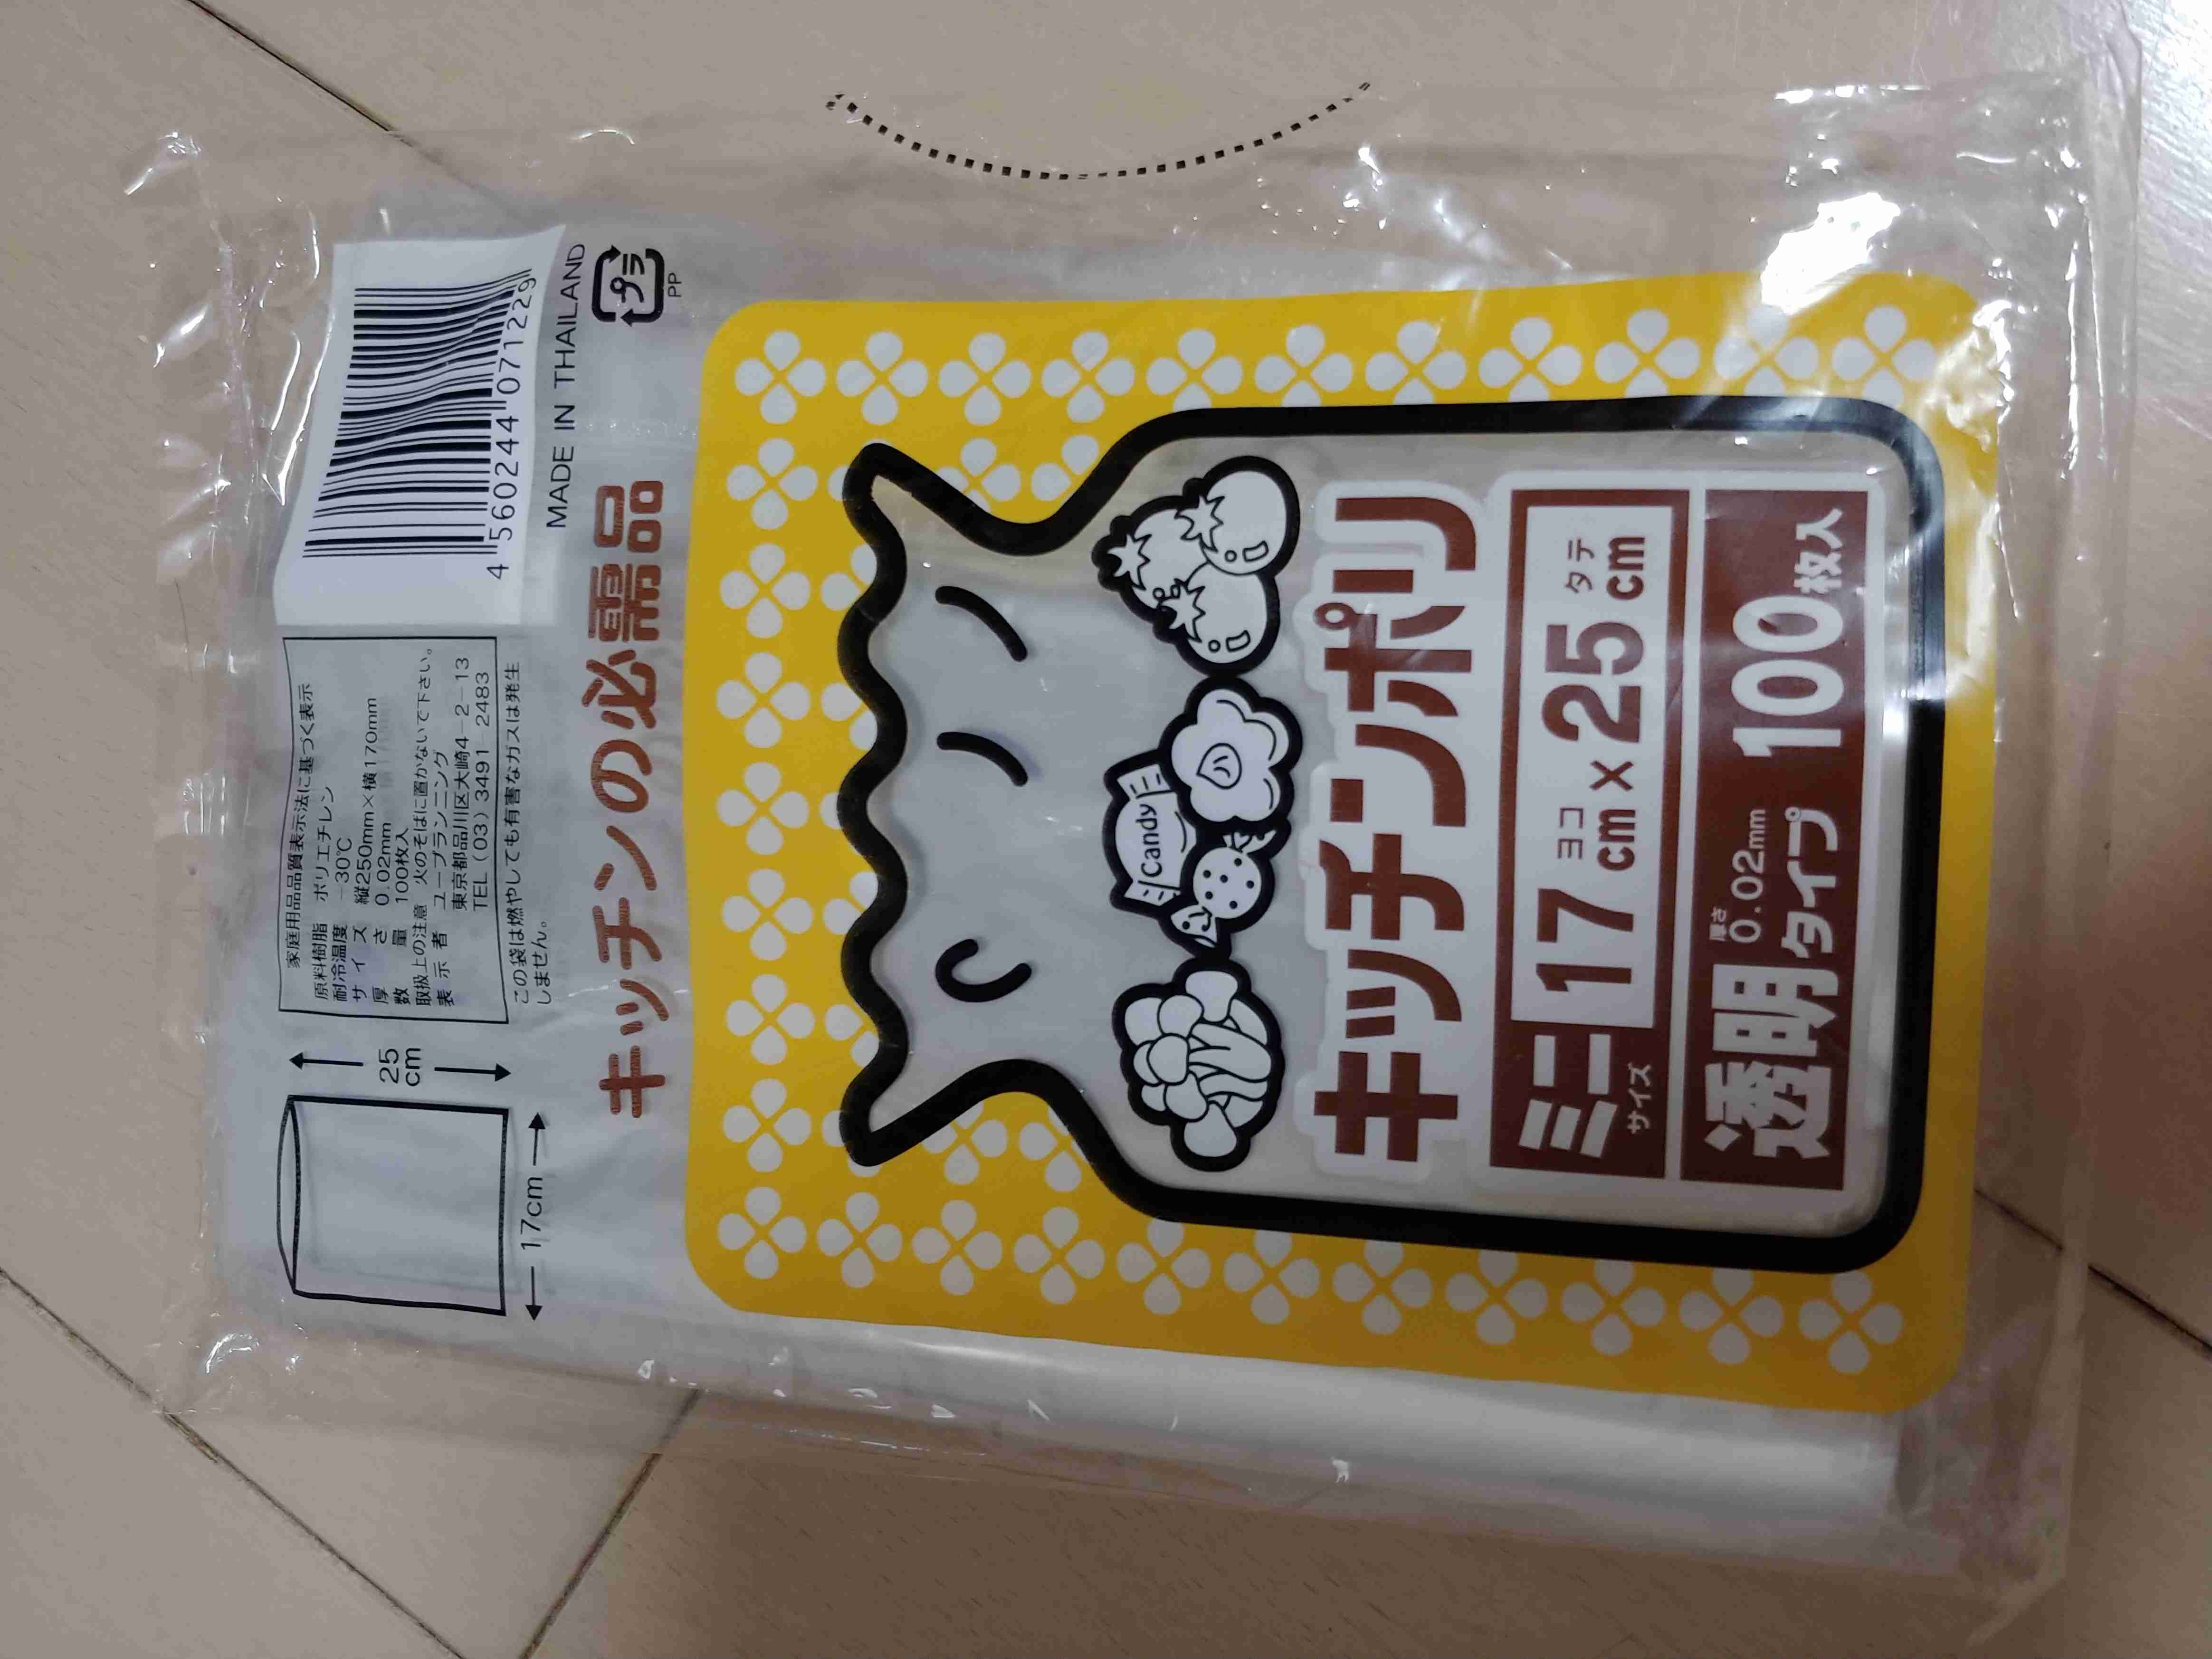 25
cm
17cm
家庭用品品質表示法に基づく表示
原料樹脂 ポリエチレン
耐冷温度 -30℃
サイズ 縦250mm×横170mm
厚さ 0.02mm
数量 100枚入
取扱上の注意 火のそばに置かないで下さい。
表示者 ユープランニング
東京都品川区大崎4-2-13
TEL (03) 3491-2483
この袋は燃やしても有害なガスは発生
しません。
4 560244 071229
MADE IN THAILAND
プラ
PP
キッチンの必需品
Candy
キッチンポリ
ミニサイズ 17cm ヨコ × 25cm タテ
透明タイプ 厚さ 0.02mm 100枚入